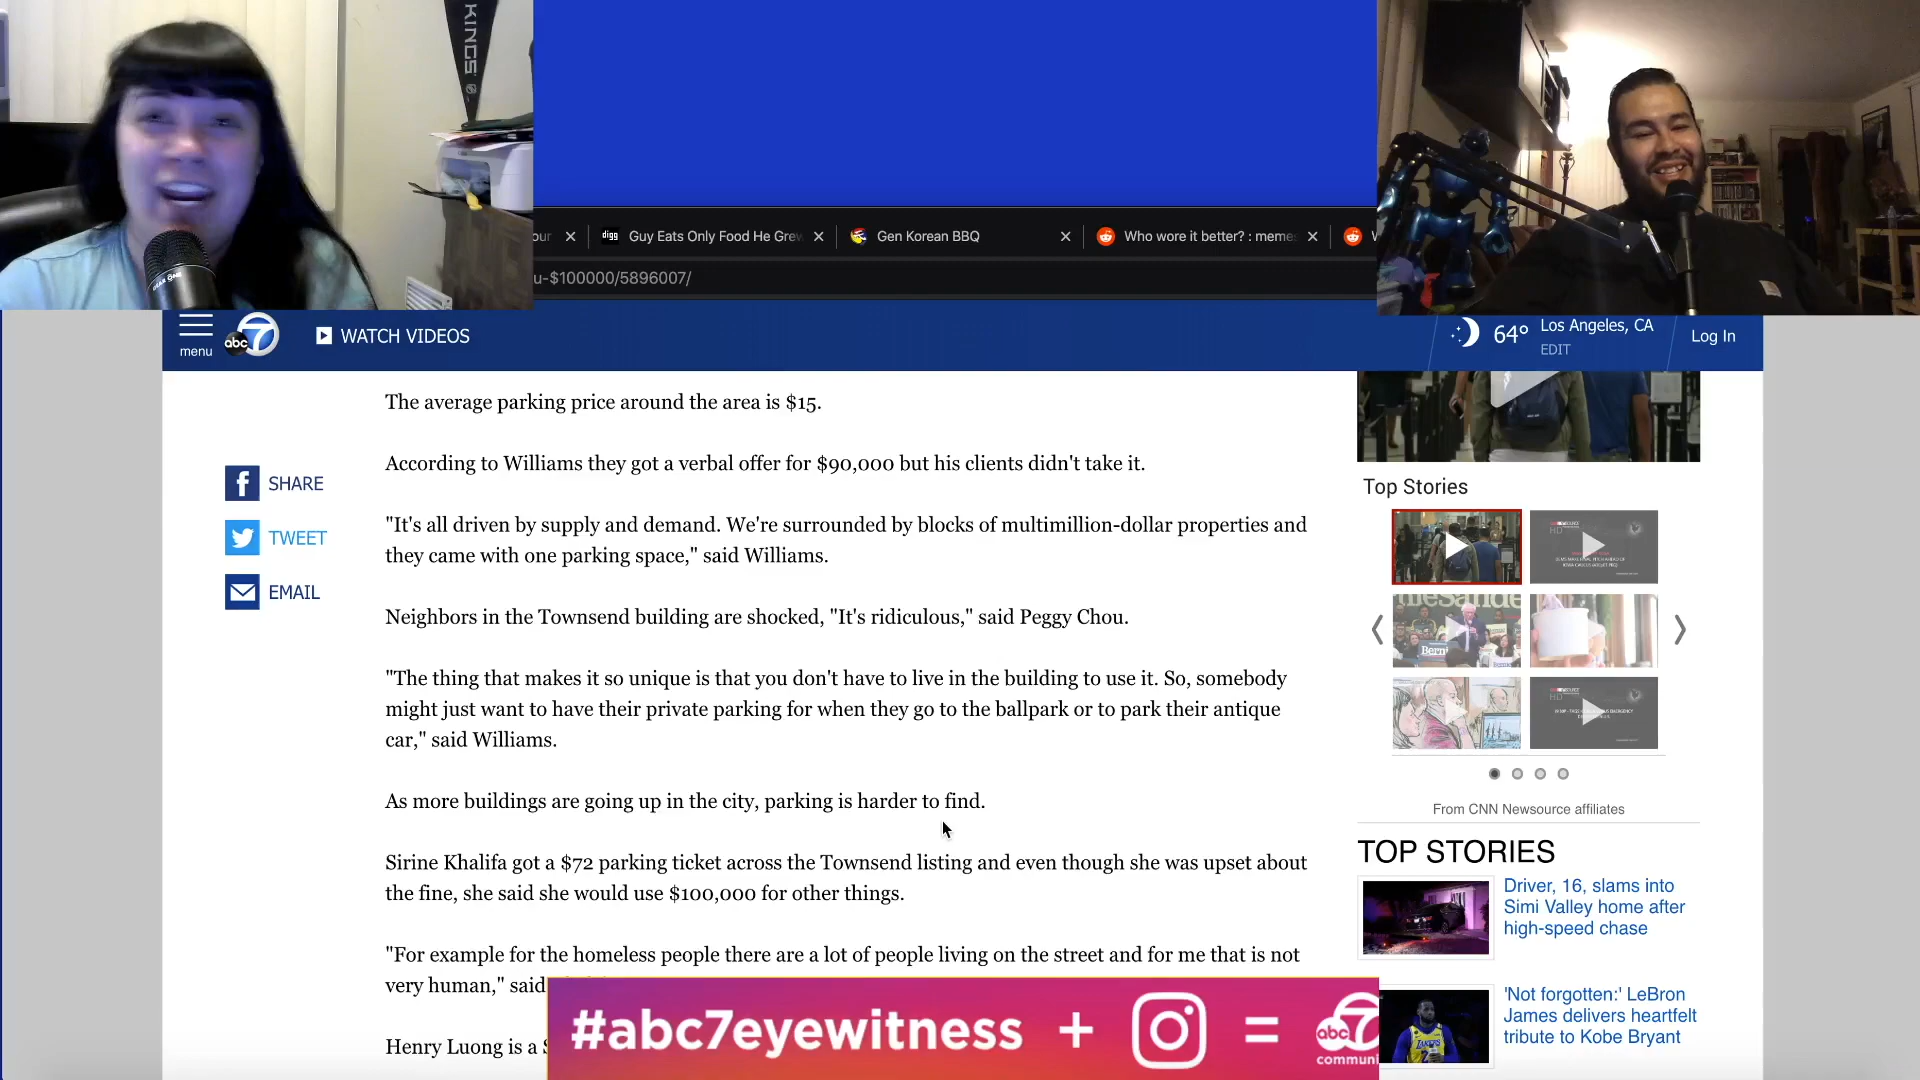 KINGS
our
digg
Guy Eats Only Food He Grew
Gen Korean BBQ
Who wore it better? : memes
u-$100000/5896007/
menu
abc 7
WATCH VIDEOS
64°
Los Angeles, CA
EDIT
Log In
The average parking price around the area is $15.
According to Williams they got a verbal offer for $90,000 but his clients didn't take it.
"It's all driven by supply and demand. We're surrounded by blocks of multimillion-dollar properties and
they came with one parking space," said Williams.
Neighbors in the Townsend building are shocked, "It's ridiculous," said Peggy Chou.
"The thing that makes it so unique is that you don't have to live in the building to use it. So, somebody
might just want to have their private parking for when they go to the ballpark or to park their antique
car," said Williams.
As more buildings are going up in the city, parking is harder to find.
Sirine Khalifa got a $72 parking ticket across the Townsend listing and even though she was upset about
the fine, she said she would use $100,000 for other things.
"For example for the homeless people there are a lot of people living on the street and for me that is not
very human," said
Henry Luong is a
SHARE
TWEET
EMAIL
Top Stories
Bernie
From CNN Newsource affiliates
TOP STORIES
Driver, 16, slams into
Simi Valley home after
high-speed chase
'Not forgotten:' LeBron
James delivers heartfelt
tribute to Kobe Bryant
#abc7eyewitness + =
abc 7
communi